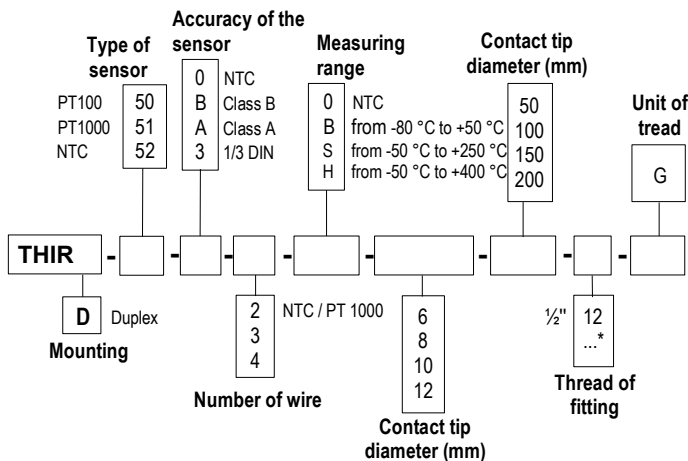 Type of
sensor
PT100 50
PT1000 51
NTC 52
Accuracy of the
sensor
0 NTC
B Class B
A Class A
3 1/3 DIN
Measuring
range
0 NTC
B from -80 °C to +50 °C
S from -50 °C to +250 °C
H from -50 °C to +400 °C
Contact tip
diameter (mm)
50
100
150
200
Unit of
tread
G
THIR - - - - - - -
D Duplex
Mounting
2 NTC / PT 1000
3
4
Number of wire
6
8
10
12
Contact tip
diameter (mm)
½" 12
...*
Thread of
fitting